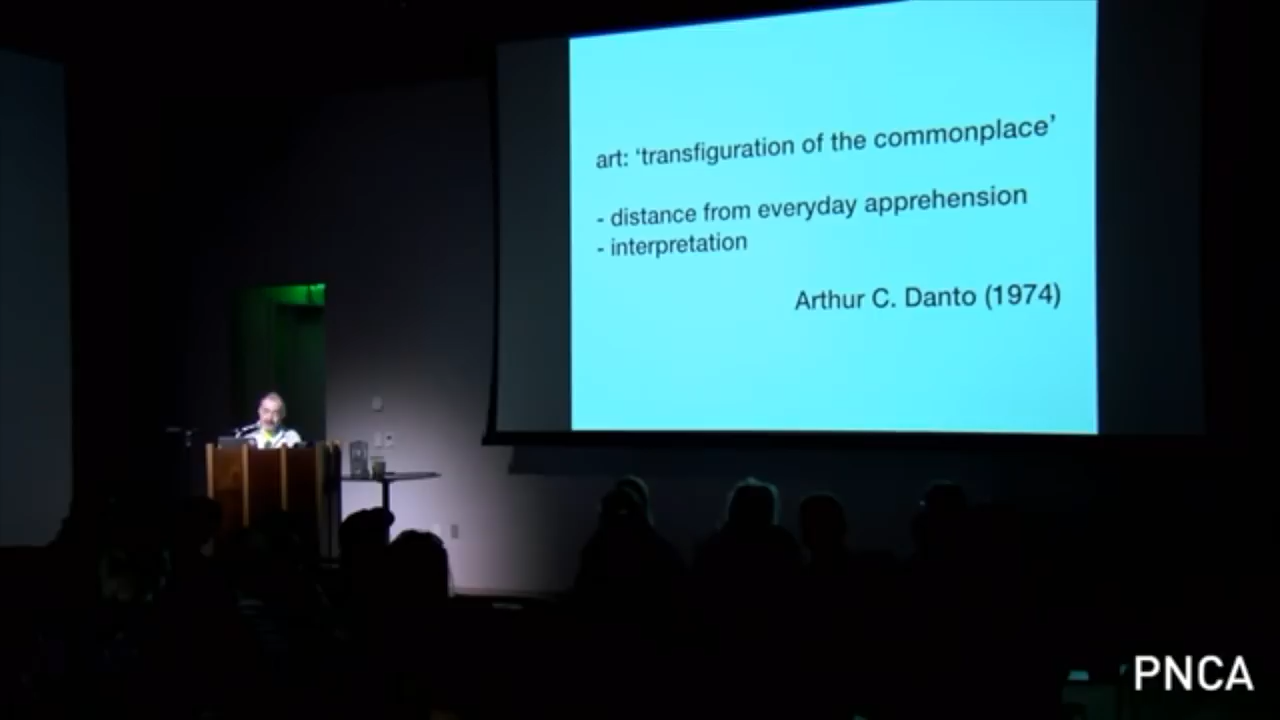 art: ‘transfiguration of the commonplace’
- distance from everyday apprehension
- interpretation
Arthur C. Danto (1974)
PNCA